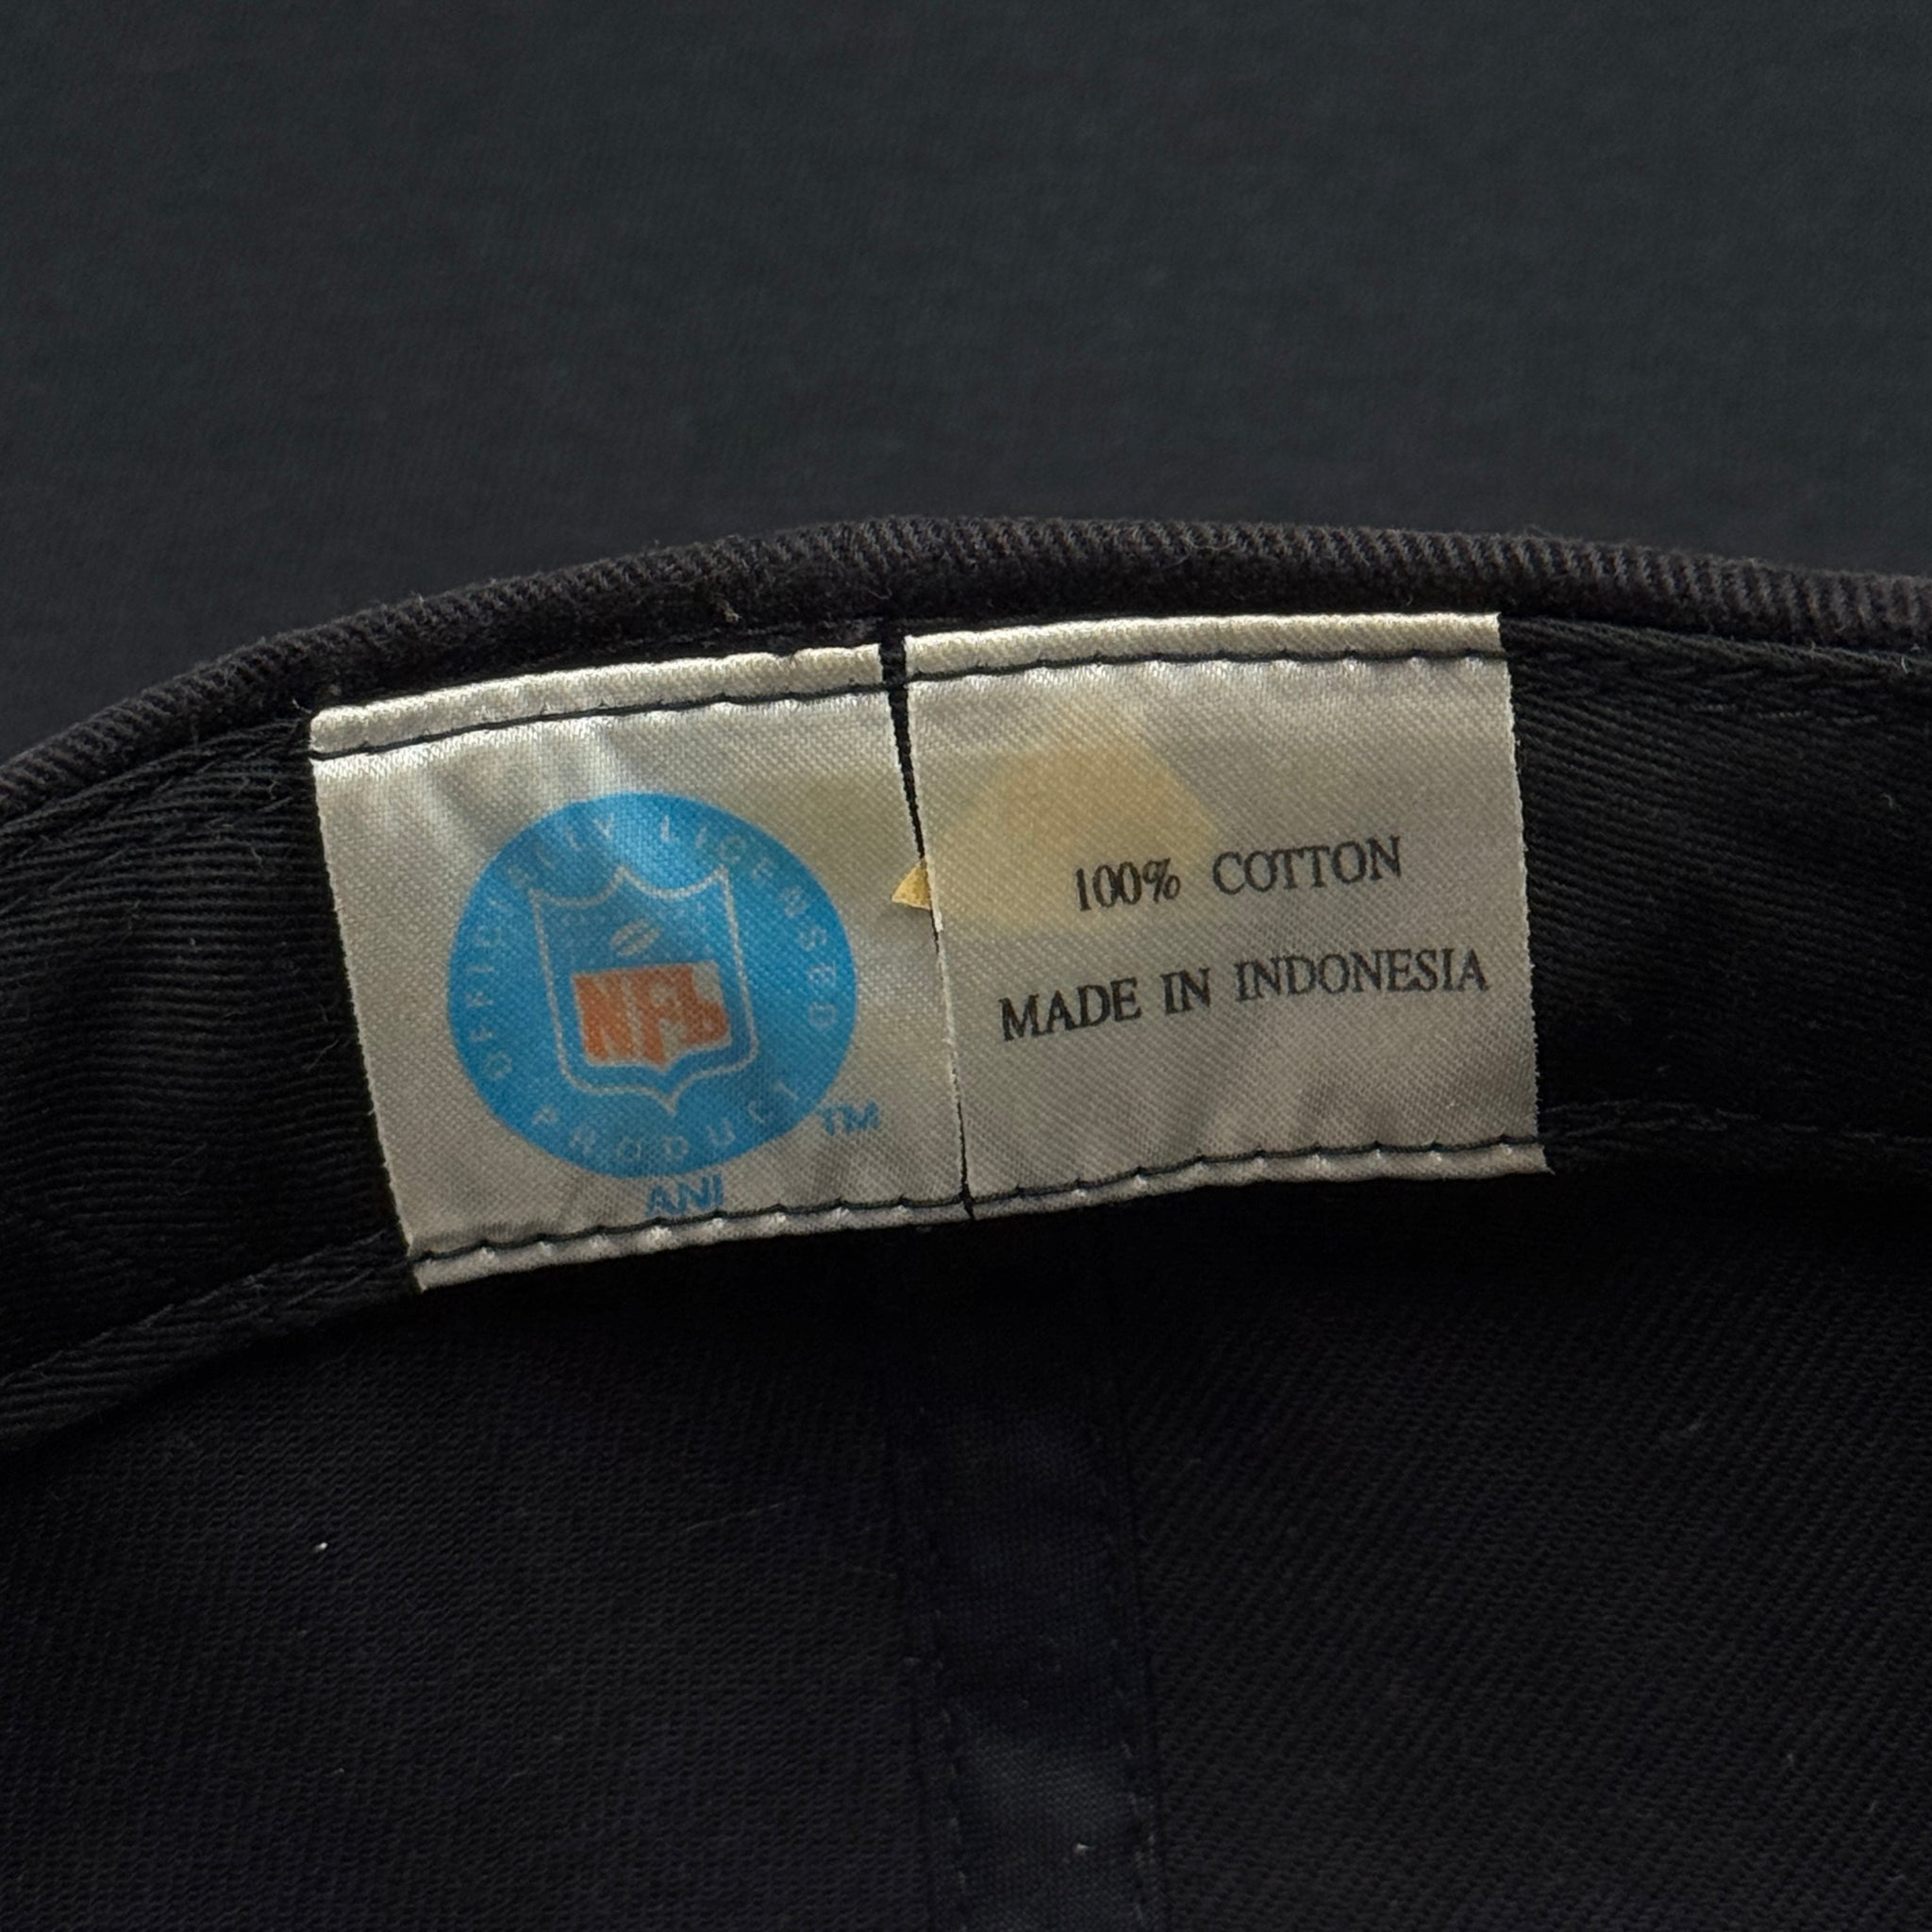 OFFICIALLY LICENSED
NFL
PRODUCT
TM
ANI
100% COTTON
MADE IN INDONESIA